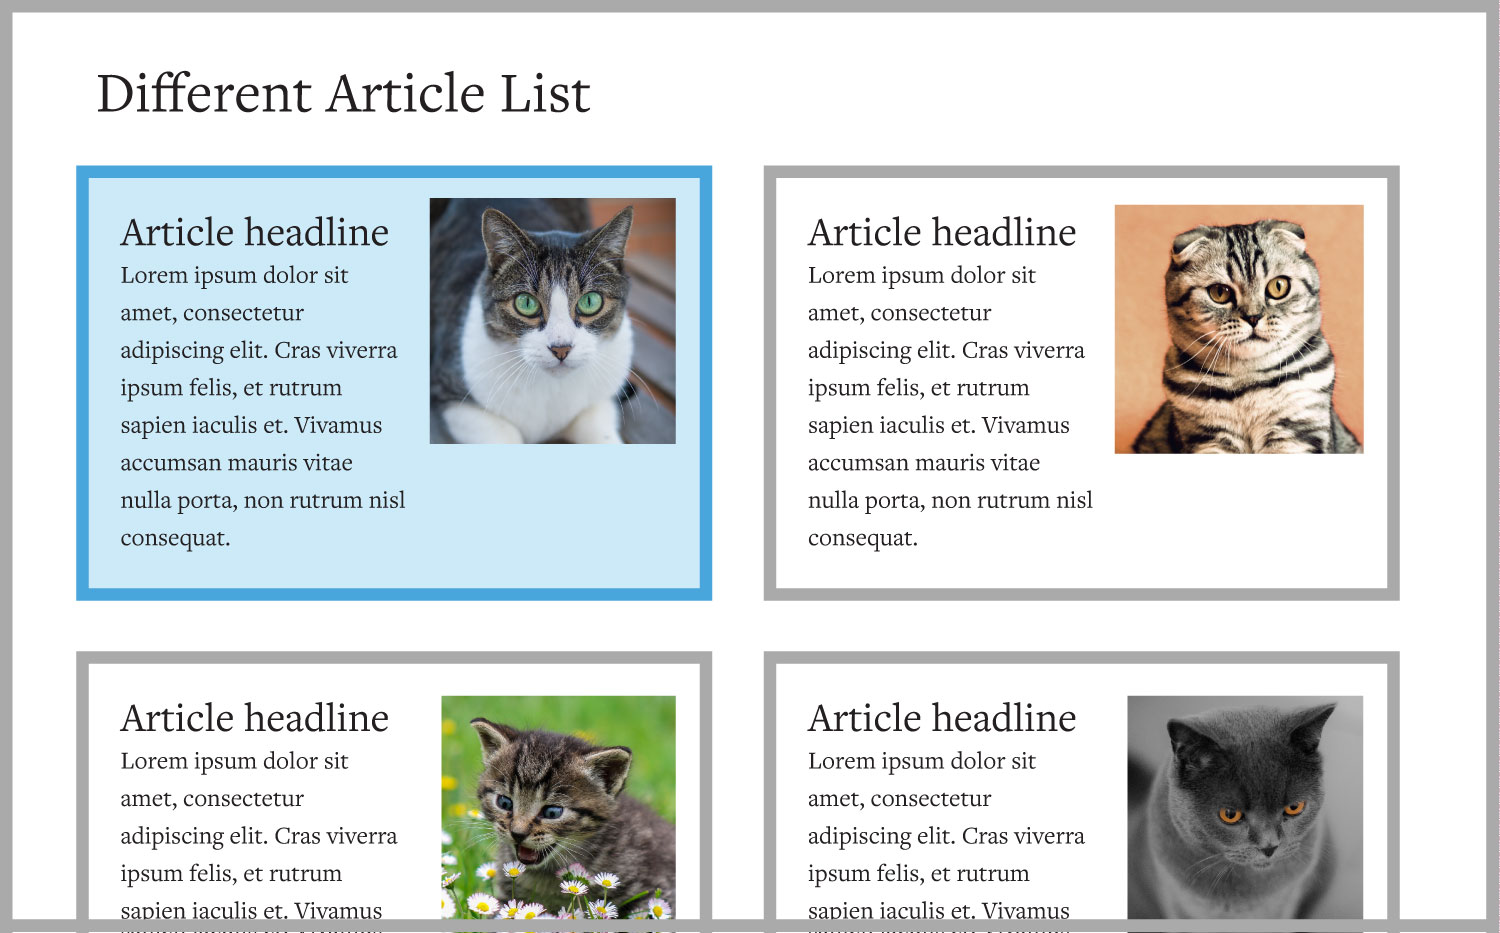 Different Article List
Article headline
Lorem ipsum dolor sit
amet, consectetur
adipiscing elit. Cras viverra
ipsum felis, et rutrum
sapien iaculis et. Vivamus
accumsan mauris vitae
nulla porta, non rutrum nisl
consequat.
Article headline
Lorem ipsum dolor sit
amet, consectetur
adipiscing elit. Cras viverra
ipsum felis, et rutrum
sapien iaculis et. Vivamus
accumsan mauris vitae
nulla porta, non rutrum nisl
consequat.
Article headline
Lorem ipsum dolor sit
amet, consectetur
adipiscing elit. Cras viverra
ipsum felis, et rutrum
sapien iaculis et. Vivamus
Article headline
Lorem ipsum dolor sit
amet, consectetur
adipiscing elit. Cras viverra
ipsum felis, et rutrum
sapien iaculis et. Vivamus